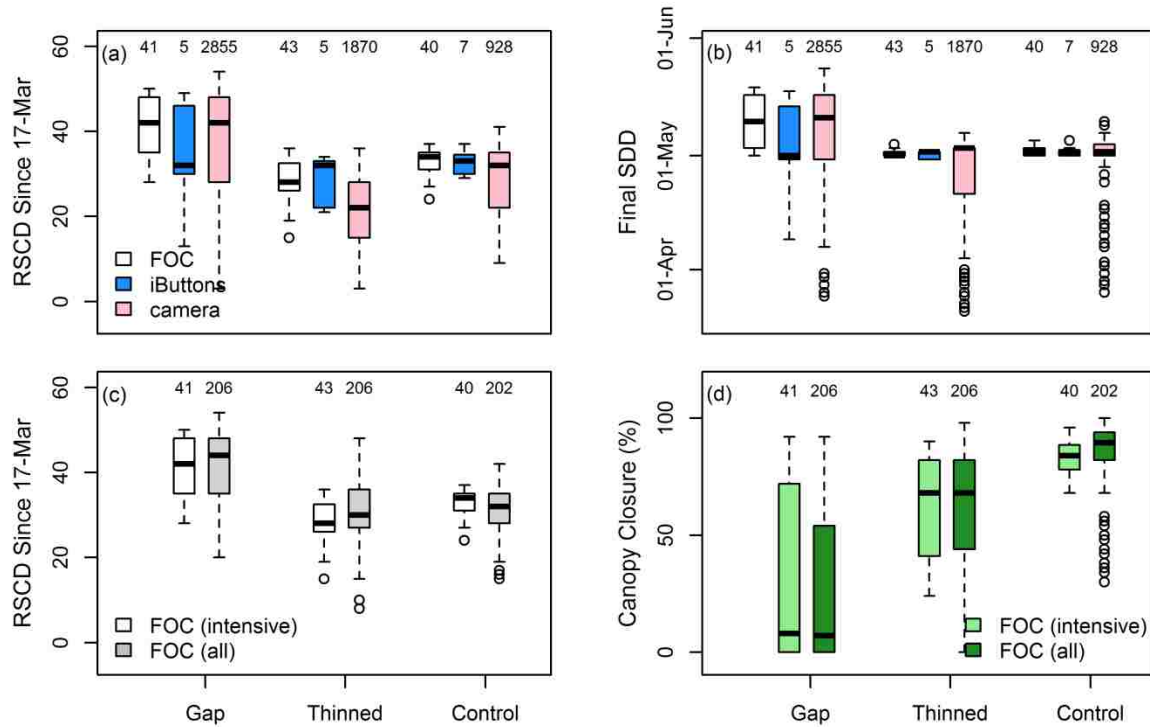 (a) 41 5 2855 43 5 1870 40 7 928
RSCD Since 17-Mar
60
40
20
0
FOC
iButtons
camera
(b) 41 5 2855 43 5 1870 40 7 928
Final SDD
01-Jun
01-May
01-Apr
(c) 41 206 43 206 40 202
RSCD Since 17-Mar
60
40
20
0
FOC (intensive)
FOC (all)
Gap Thinned Control
(d) 41 206 43 206 40 202
Canopy Closure (%)
100
50
0
FOC (intensive)
FOC (all)
Gap Thinned Control